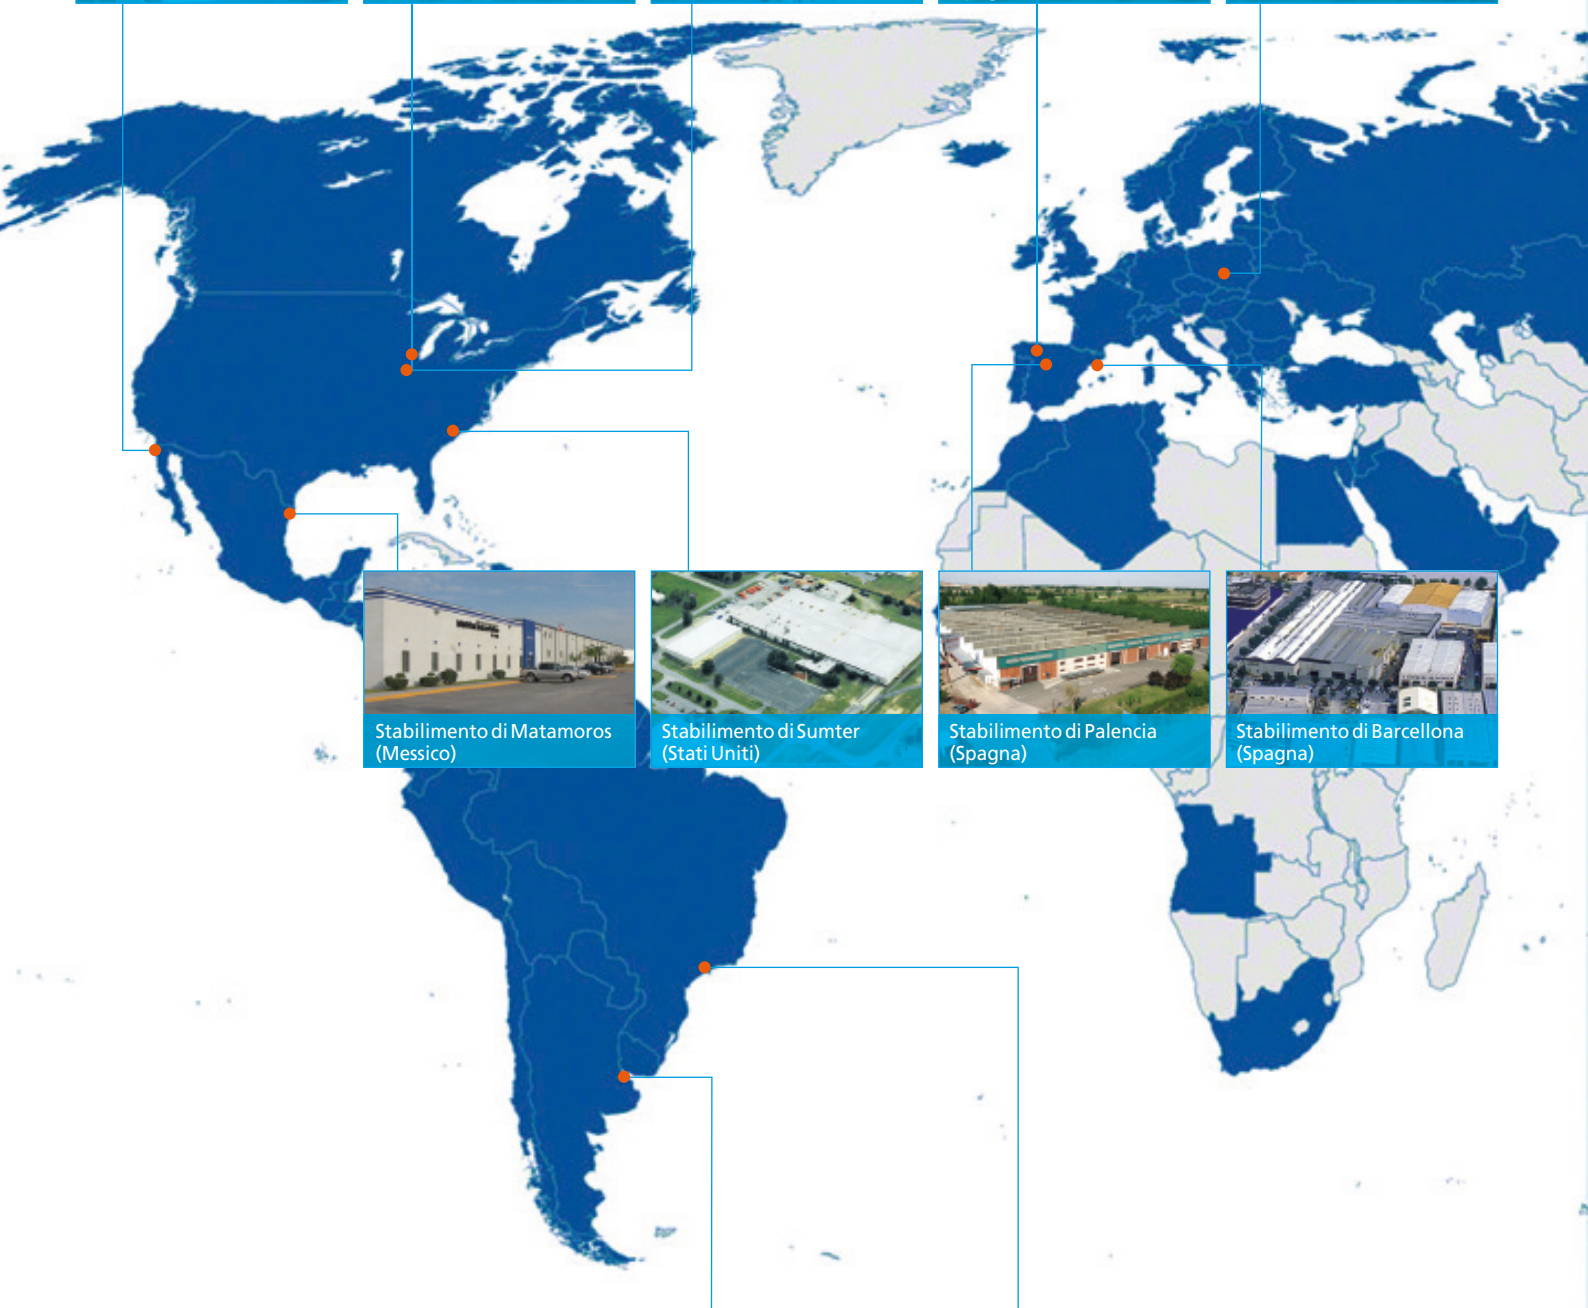 Stabilimento di Matamoros
(Messico)
Stabilimento di Sumter
(Stati Uniti)
Stabilimento di Palencia
(Spagna)
Stabilimento di Barcellona
(Spagna)